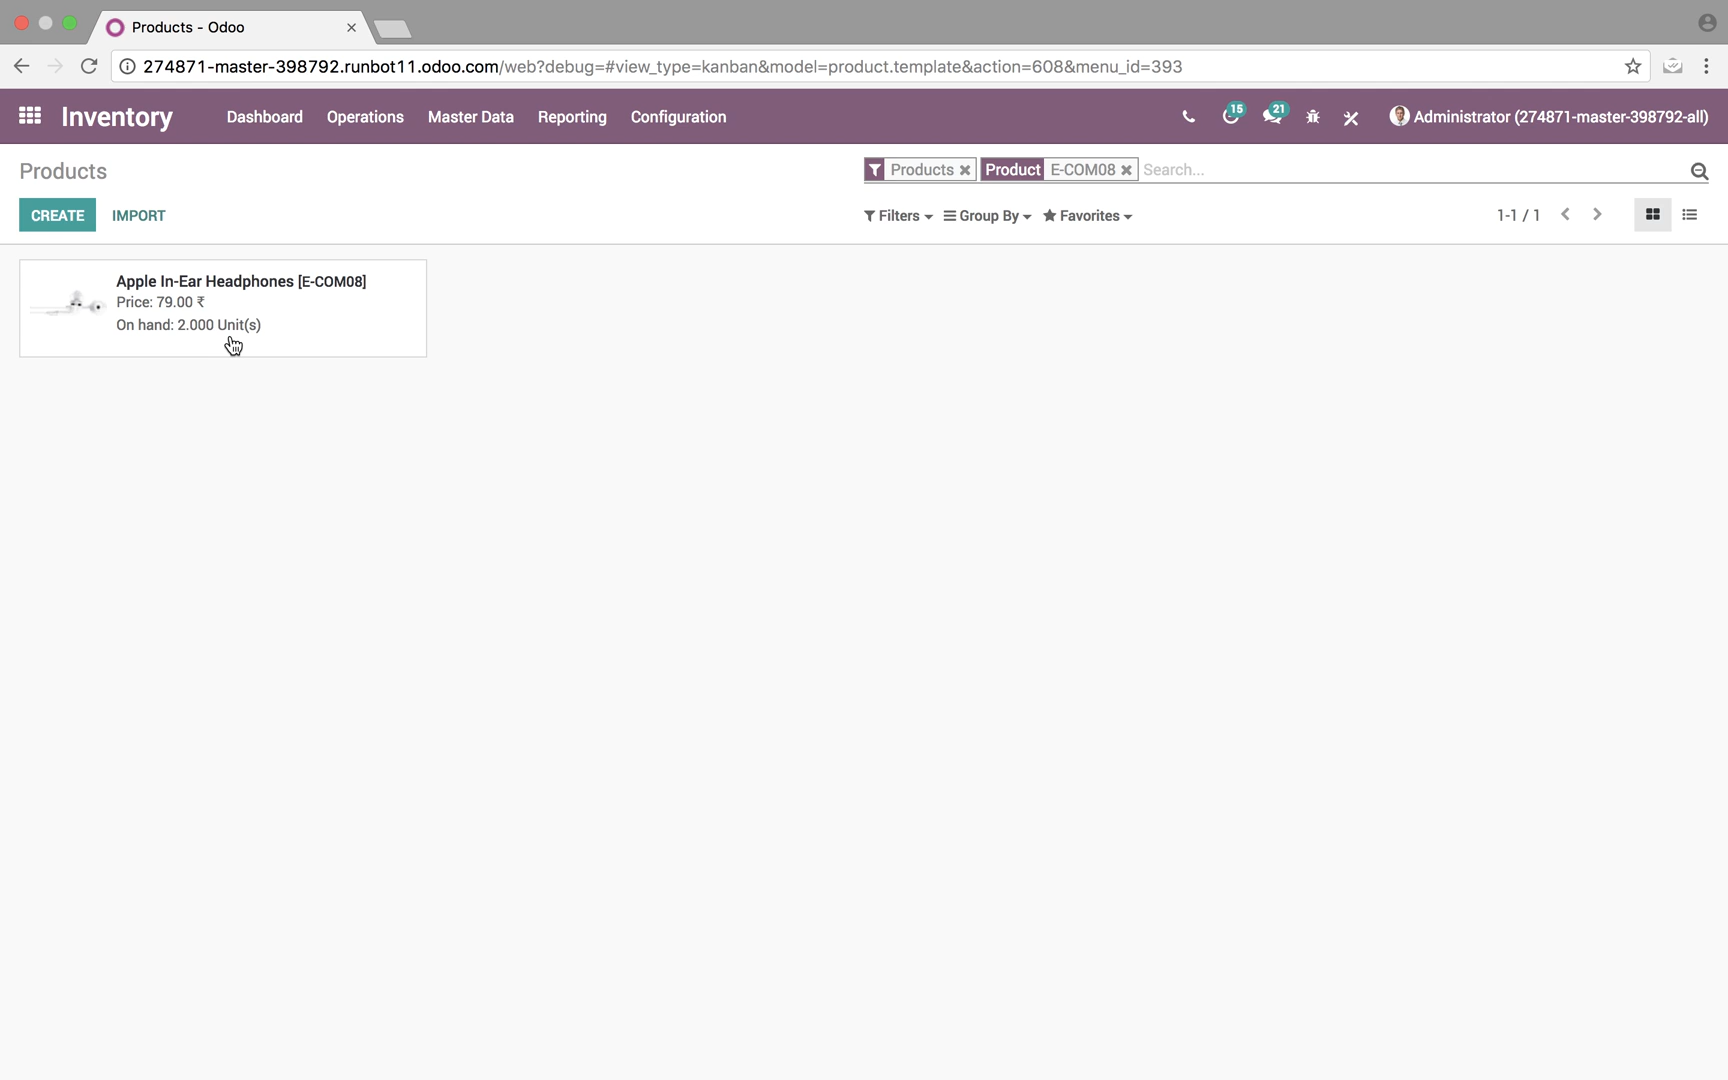 Products - Odoo
274871-master-398792.runbot11.odoo.com/web?debug=#view_type=kanban&model=product.template&action=608&menu_id=393
Inventory Dashboard Operations Master Data Reporting Configuration 15 21 Administrator (274871-master-398792-all)
Products Products Product E-COM08 Search...
CREATE IMPORT Filters Group By Favorites 1-1 / 1
Apple In-Ear Headphones [E-COM08]
Price: 79.00 ₹
On hand: 2.000 Unit(s)